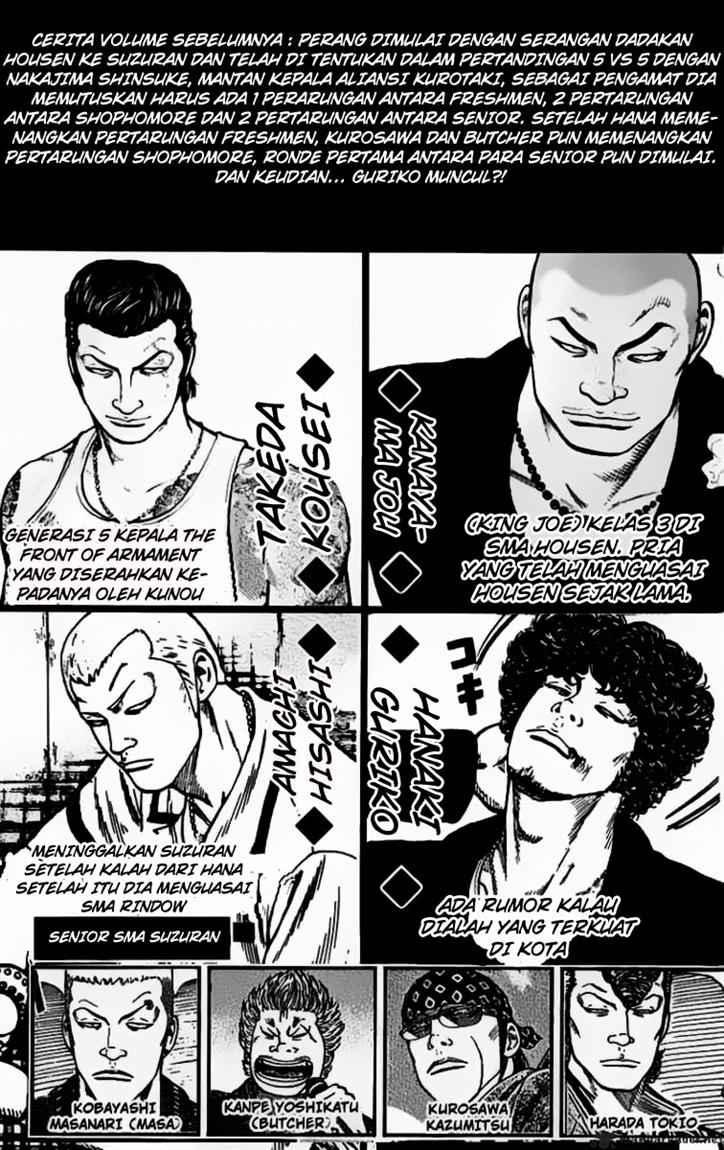 CERITA VOLUME SEBELUMNYA : PERANG DIMULAI DENGAN SERANGAN DADAKAN
HOUSEN KE SUZURAN DAN TELAH DI TENTUKAN DALAM PERTANDINGAN 5 VS 5 DENGAN
NAKAJIMA SHINSUKE, MANTAN KEPALA ALIANSI KUROTAKI, SEBAGAI PENGAMAT DIA
MEMUTUSKAN HARUS ADA 1 PERARUNGAN ANTARA FRESHMEN, 2 PERTARUNGAN
ANTARA SHOPHOMORE DAN 2 PERTARUNGAN ANTARA SENIOR. SETELAH HANA MEME-
NANGKAN PERTARUNGAN FRESHMEN, KUROSAWA DAN BUTCHER PUN MEMENANGKAN
PERTARUNGAN SHOPHOMORE, RONDE PERTAMA ANTARA PARA SENIOR PUN DIMULAI.
DAN KEUDIAN... GURIKO MUNCUL?!
TAKEDA
KOUSEI
GENERASI 5 KEPALA THE
FRONT OF ARMAMENT
YANG DISERAHKAN KE-
PADANYA OLEH KUNOU
KANAYA-
MA JOU
(KING JOE) KELAS 3 DI
SMA HOUSEN. PRIA
YANG TELAH MENGUASAI
HOUSEN SEJAK LAMA.
AMACHI
HISASHI
MENINGGALKAN SUZURAN
SETELAH KALAH DARI HANA
SETELAH ITU DIA MENGUASAI
SMA RINDOW
コキ
HANAKI
GURIKO
ADA RUMOR KALAU
DIALAH YANG TERKUAT
DI KOTA
SENIOR SMA SUZURAN
KOBAYASHI
MASANARI (MASA)
KANPE YOSHIKATU
(BUTCHER)
KUROSAWA
KAZUMITSU
HARADA TOKIO